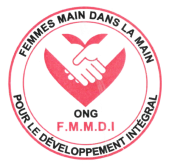 FEMMES MAIN DANS LA MAIN
ONG
F.M.M.D.I
POUR LE DÉVELOPPEMENT INTÉGRAL